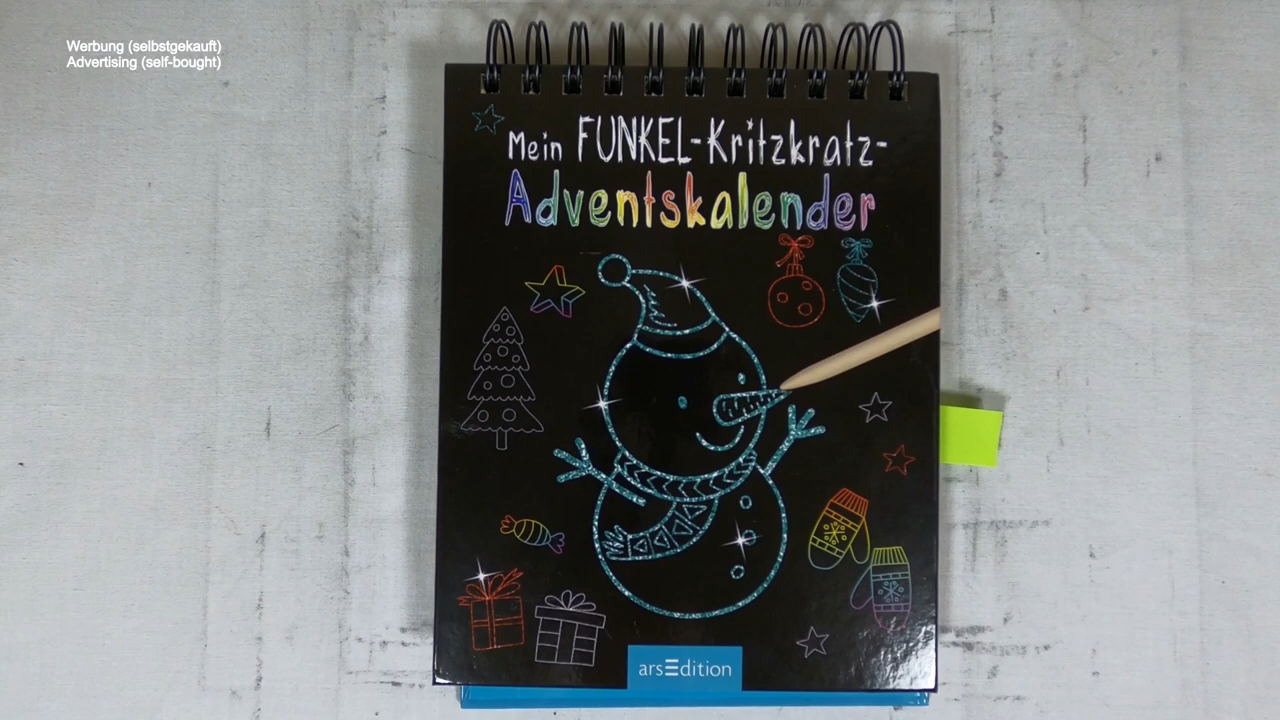 Werbung (selbstgekauft)
Advertising (self-bought)
Mein FUNKEL-Kritzkratz-
Adventskalender
arsEdition